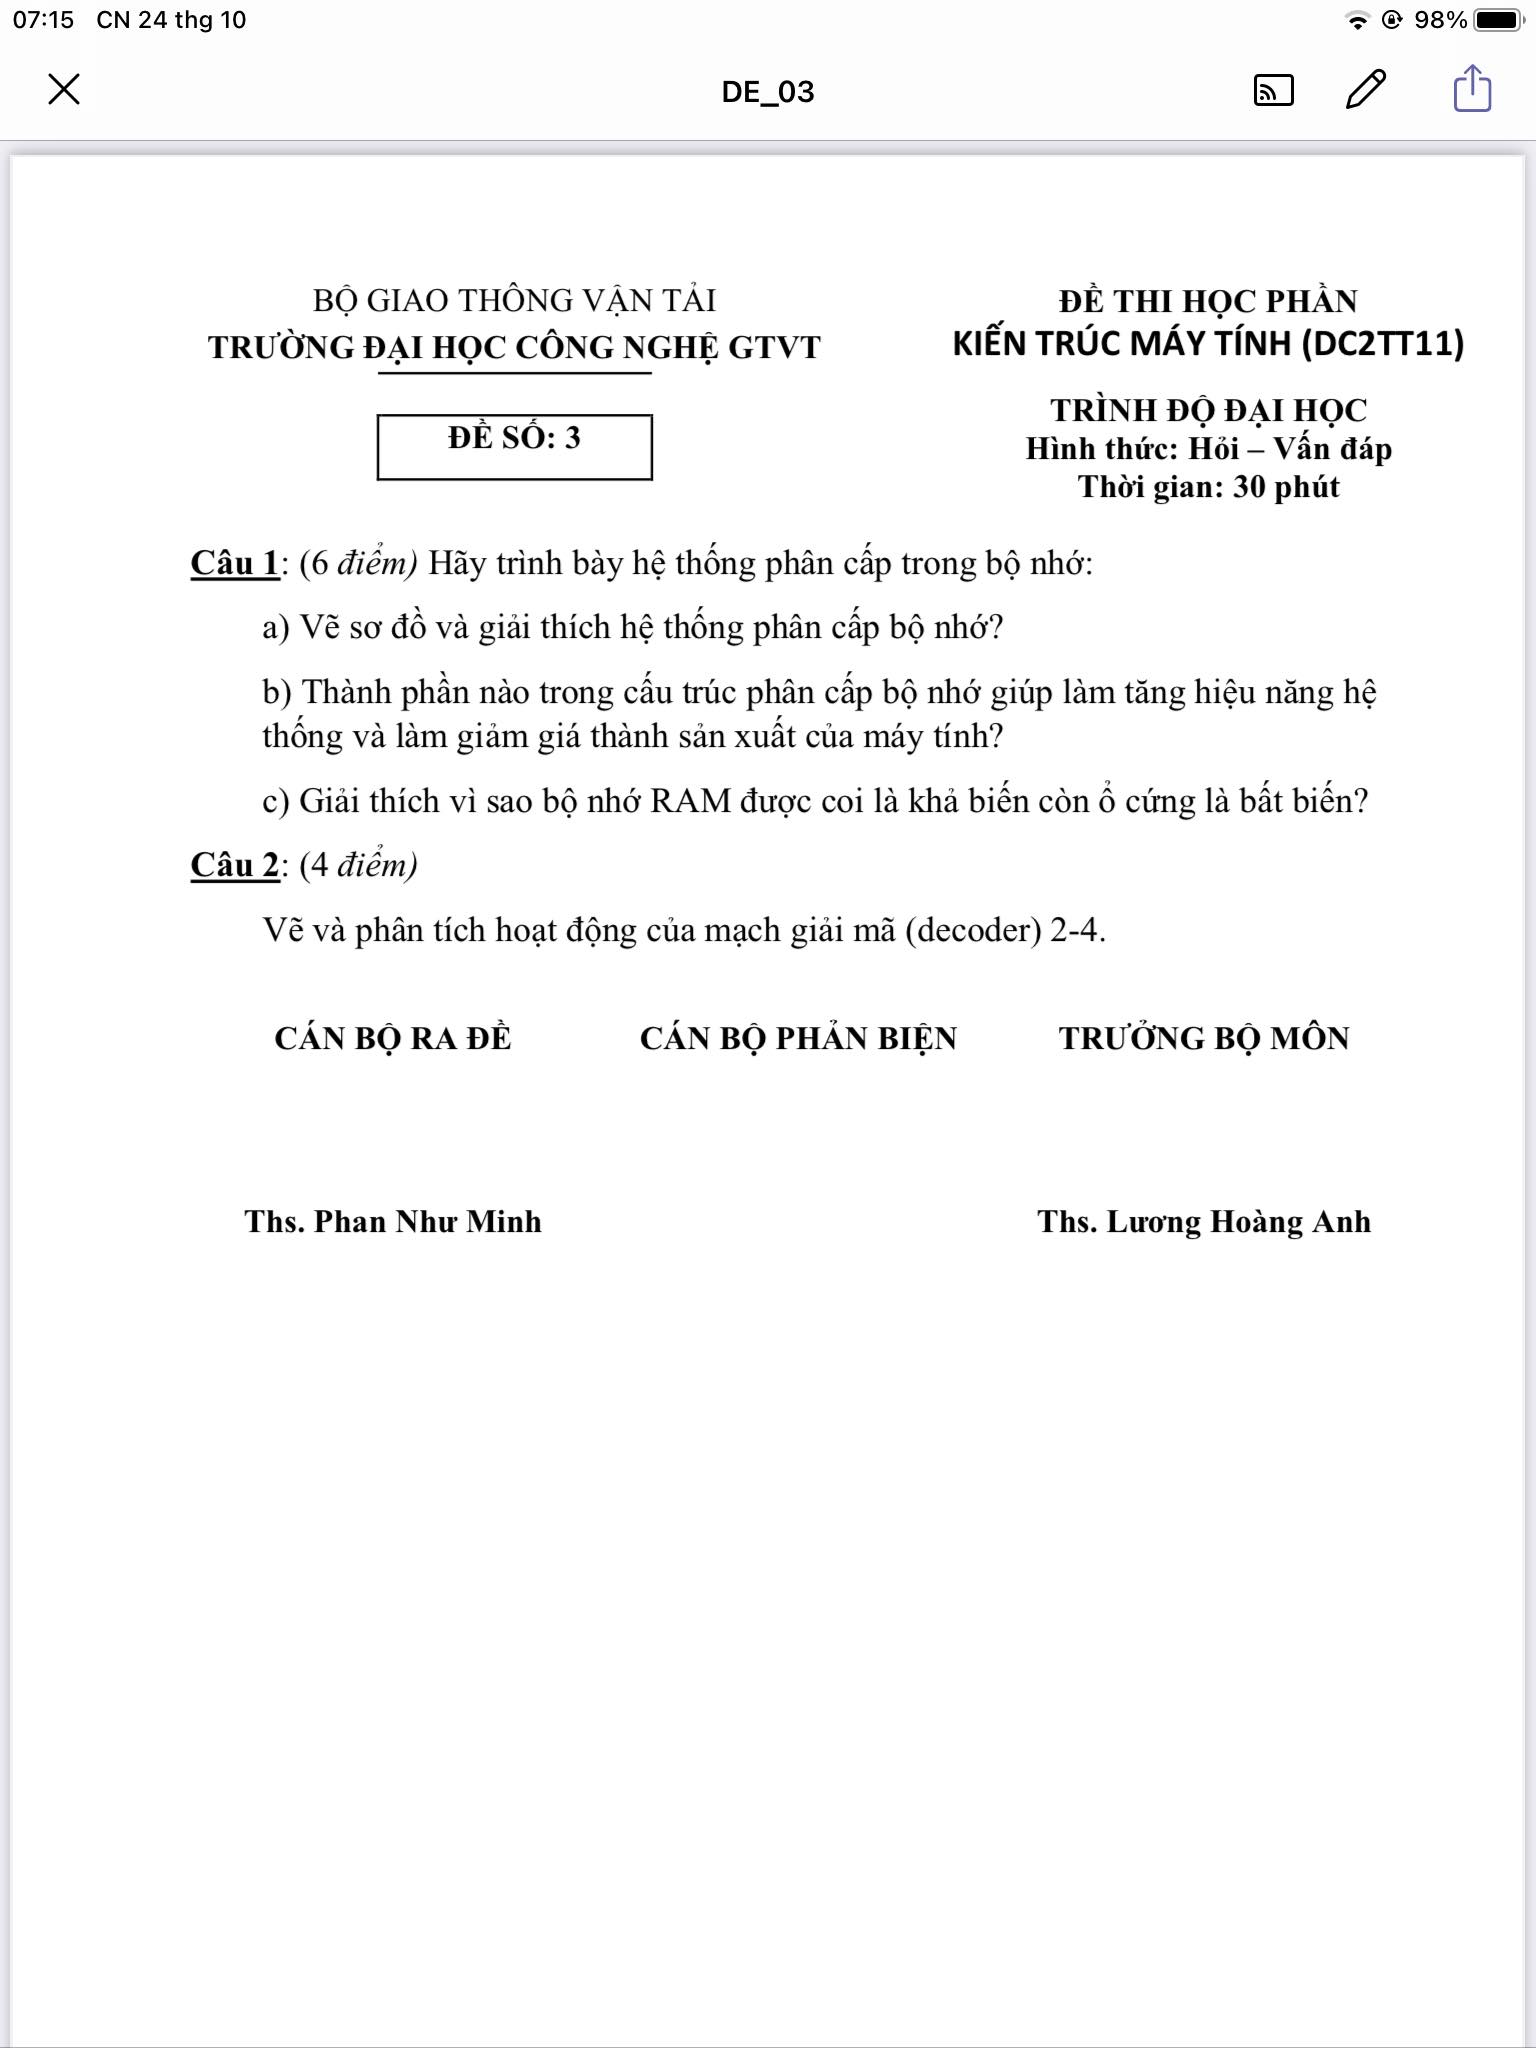 07:15 CN 24 thg 10
98%
DE_03
BỘ GIAO THÔNG VẬN TẢI
TRƯỜNG ĐẠI HỌC CÔNG NGHỆ GTVT
ĐỀ SỐ: 3
ĐỀ THI HỌC PHẦN
KIẾN TRÚC MÁY TÍNH (DC2TT11)
TRÌNH ĐỘ ĐẠI HỌC
Hình thức: Hỏi – Vấn đáp
Thời gian: 30 phút
Câu 1: (6 điểm) Hãy trình bày hệ thống phân cấp trong bộ nhớ:
a) Vẽ sơ đồ và giải thích hệ thống phân cấp bộ nhớ?
b) Thành phần nào trong cấu trúc phân cấp bộ nhớ giúp làm tăng hiệu năng hệ
thống và làm giảm giá thành sản xuất của máy tính?
c) Giải thích vì sao bộ nhớ RAM được coi là khả biến còn ổ cứng là bất biến?
Câu 2: (4 điểm)
Vẽ và phân tích hoạt động của mạch giải mã (decoder) 2-4.
CÁN BỘ RA ĐỀ CÁN BỘ PHẢN BIỆN TRƯỞNG BỘ MÔN
Ths. Phan Như Minh Ths. Lương Hoàng Anh